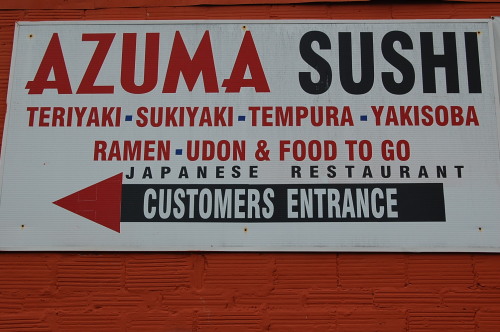 AZUMA SUSHI
TERIYAKI-SUKIYAKI-TEMPURA-YAKISOBA
RAMEN-UDON & FOOD TO GO
JAPANESE RESTAURANT
CUSTOMERS ENTRANCE